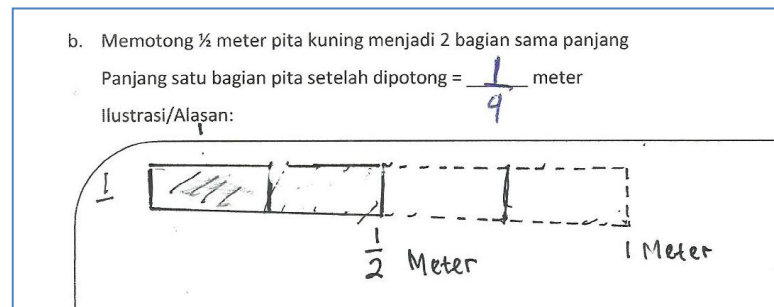 b. Memotong ½ meter pita kuning menjadi 2 bagian sama panjang
Panjang satu bagian pita setelah dipotong = 1/4 meter
Ilustrasi/Alasan:
1
1/2 Meter
1 Meter